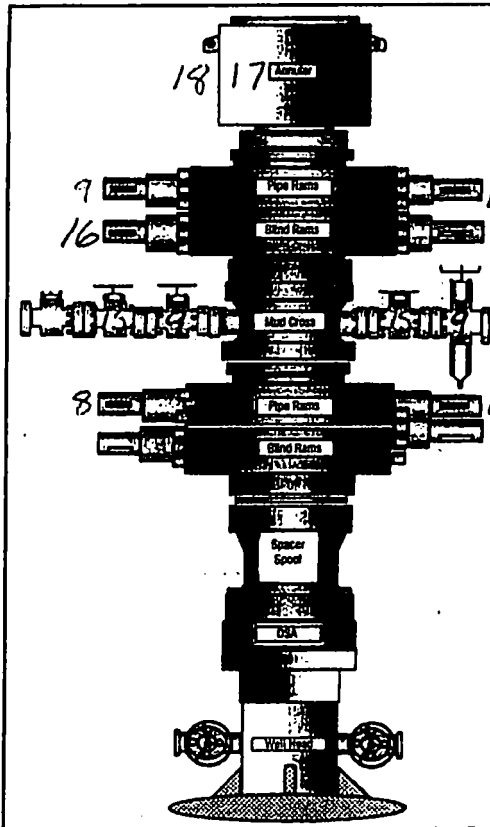 18 17 Annular
9 Pipe Rams
16 Blind Rams
15 9 Mud Cross 15 9
8 Pipe Rams
Blind Rams
Spacer
Spool
DSA
Well Head